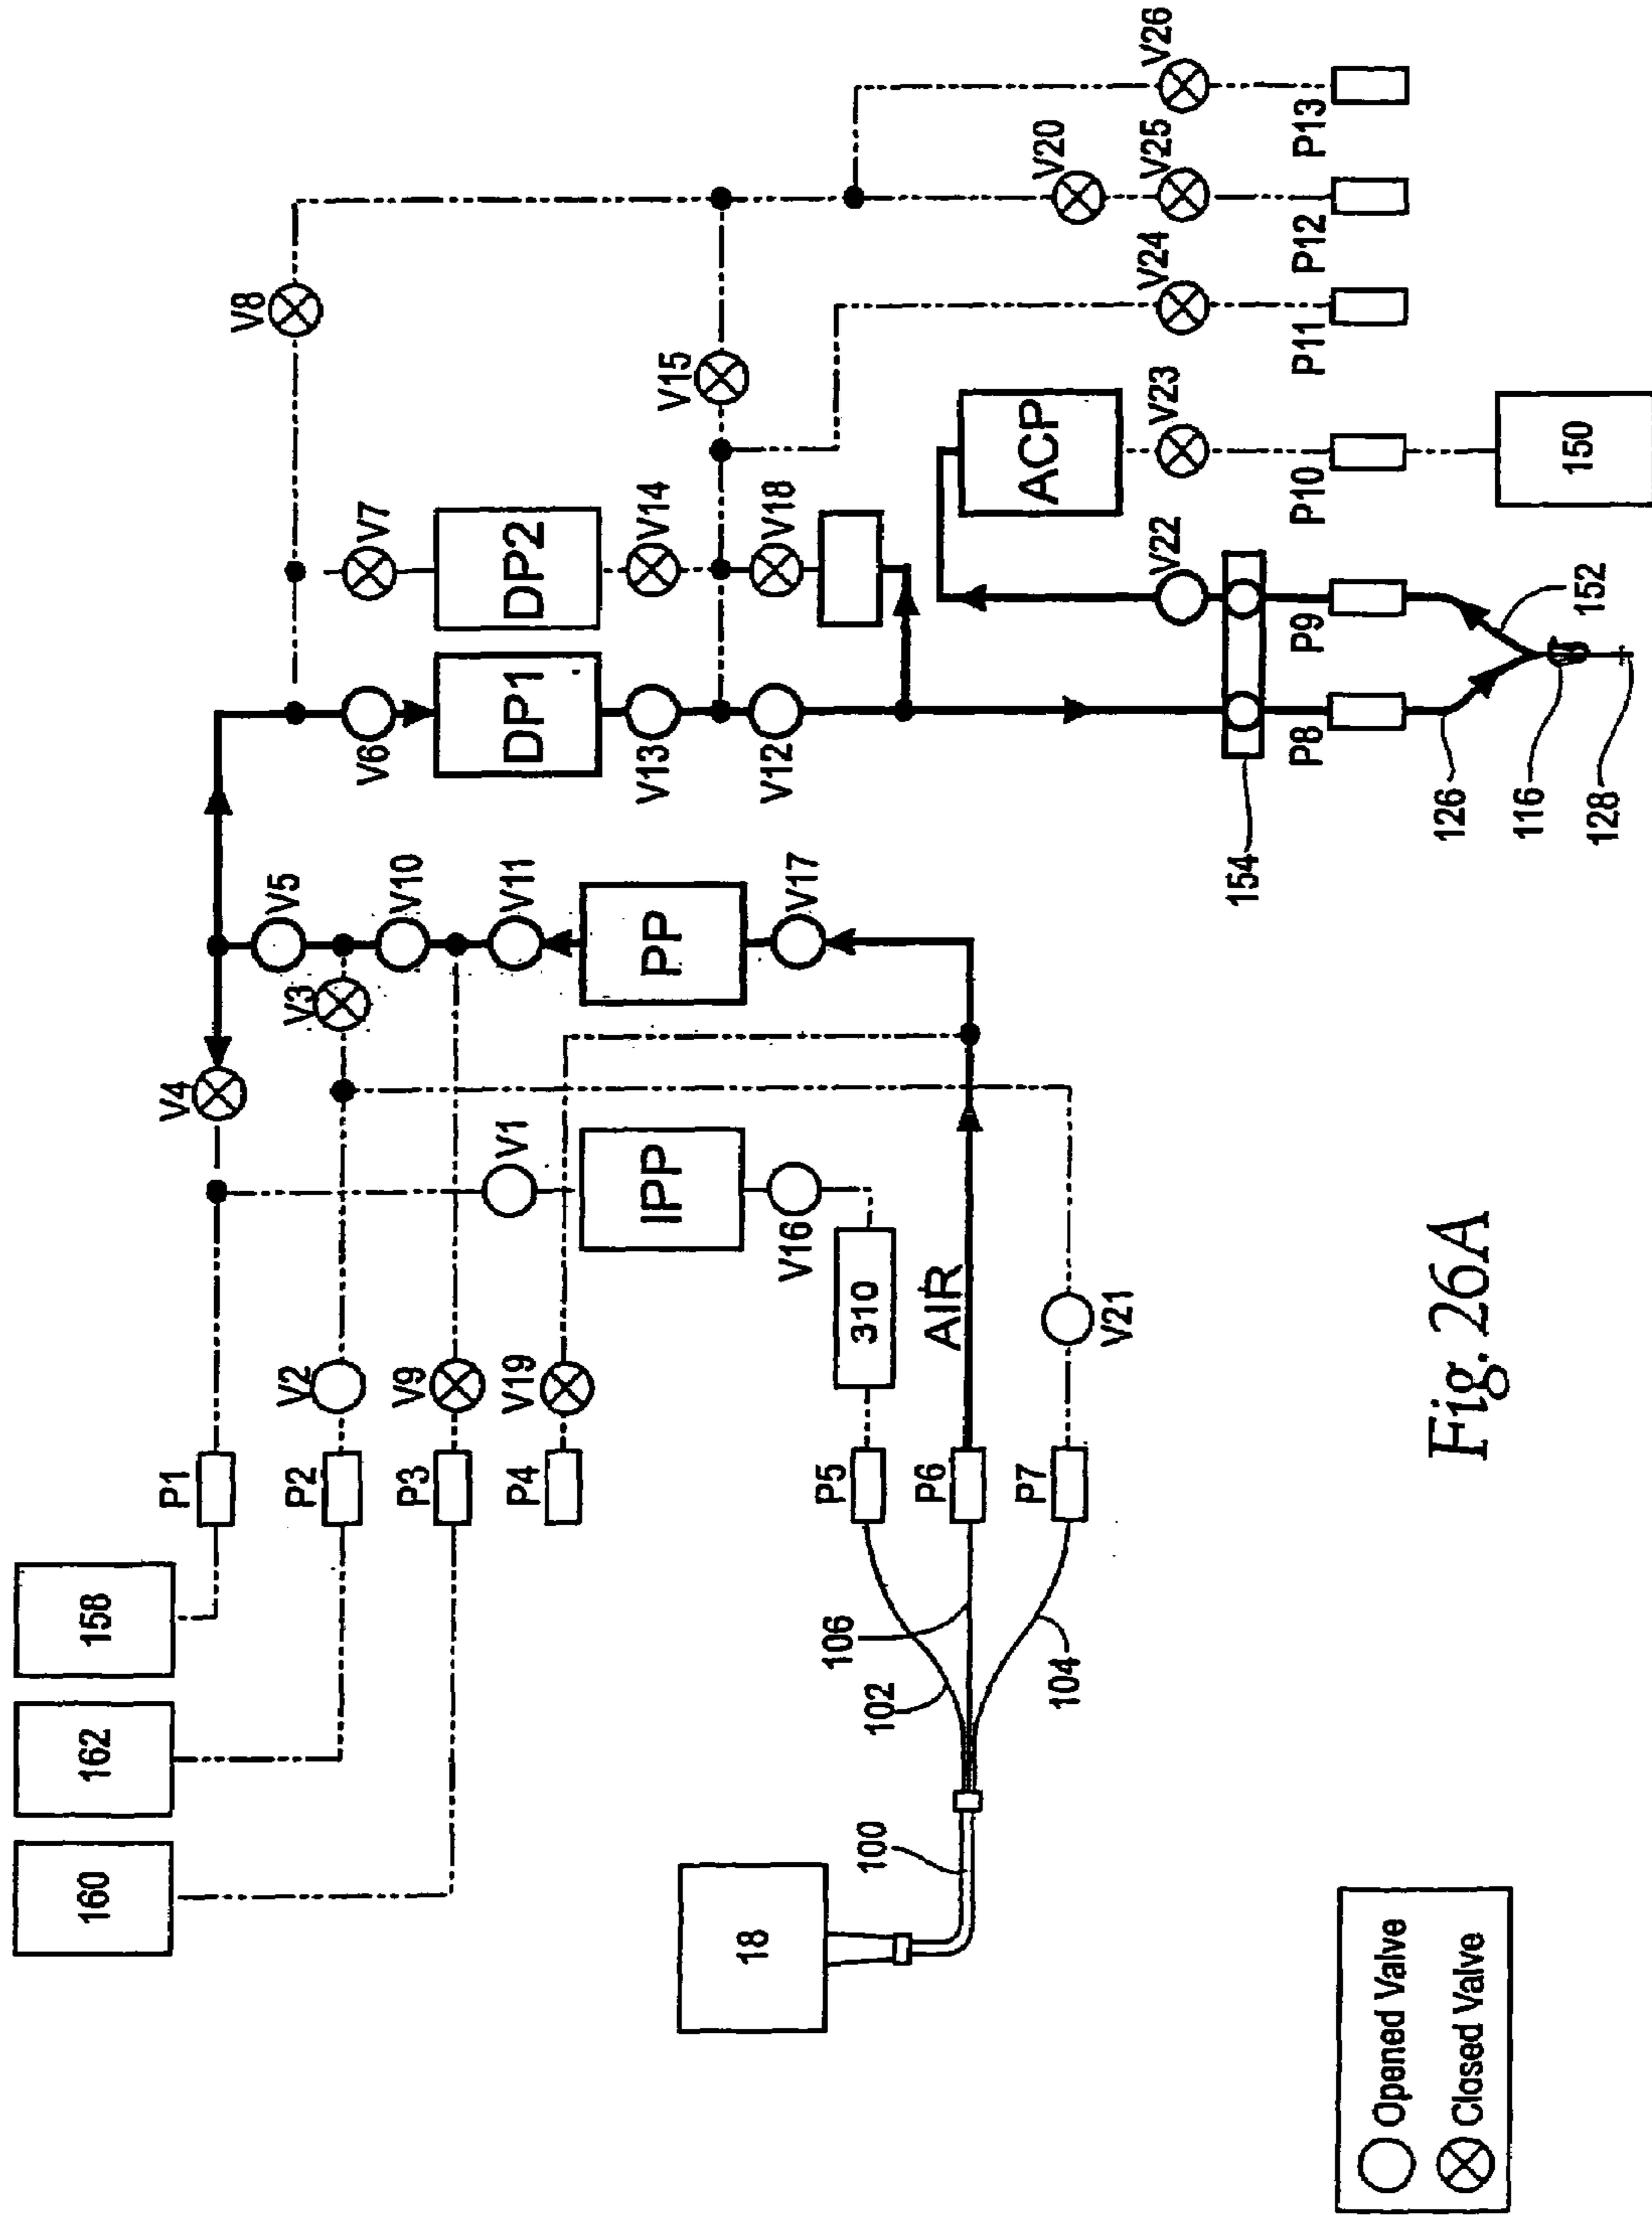 160
162
158
P1
P2
P3
P4
V2
V9
V19
V4
V3
V5
V10
V11
PP
V17
V1
IPP
V16
310
AIR
V21
P5
P6
P7
102
106
104
100
18
V6
DP1
V13
V12
V7
DP2
V14
V18
V8
V15
ACP
V22
V23
V24
V20
V25
V26
154
P8
P9
P10
P11
P12
P13
126
116
128
152
150
Opened Valve
Closed Valve
Fig. 26A